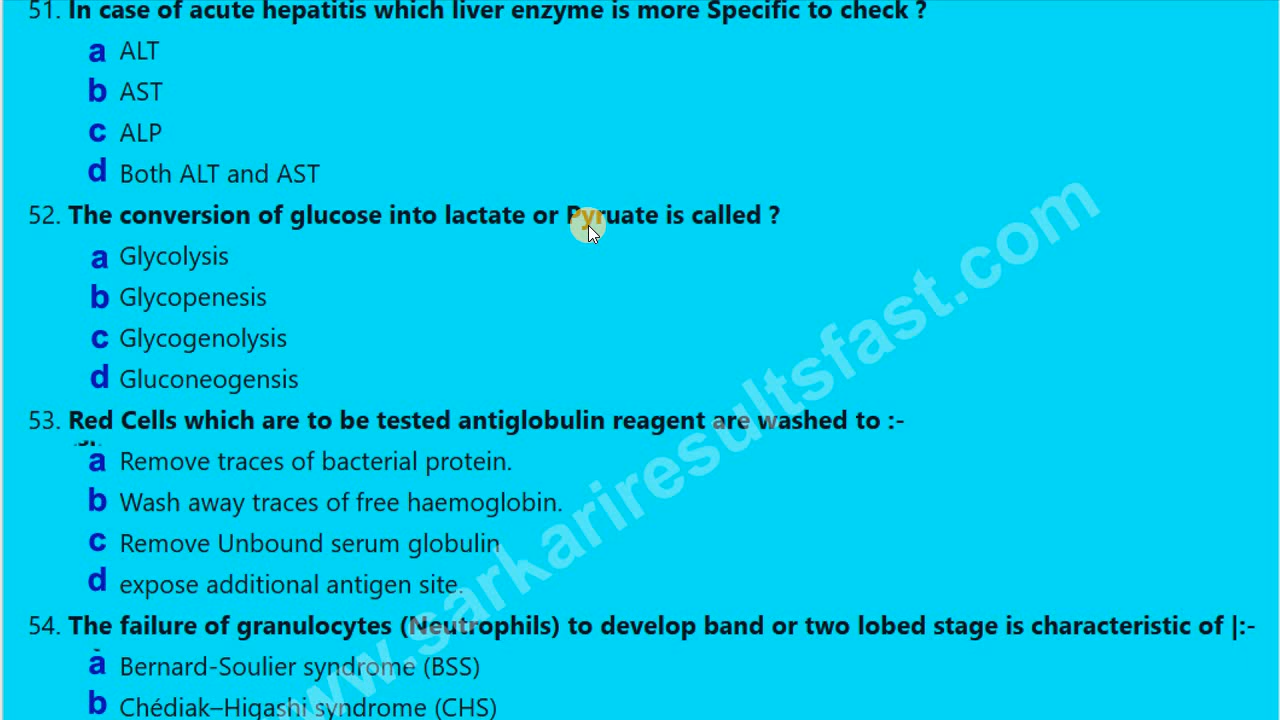 51. In case of acute hepatitis which liver enzyme is more Specific to check ?
a ALT
b AST
c ALP
d Both ALT and AST
52. The conversion of glucose into lactate or Pyruate is called ?
a Glycolysis
b Glycopenesis
c Glycogenolysis
d Gluconeogensis
53. Red Cells which are to be tested antiglobulin reagent are washed to :-
a Remove traces of bacterial protein.
b Wash away traces of free haemoglobin.
c Remove Unbound serum globulin
d expose additional antigen site.
54. The failure of granulocytes (Neutrophils) to develop band or two lobed stage is characteristic of |:-
a Bernard-Soulier syndrome (BSS)
b Chédiak–Higashi syndrome (CHS)
www.sarkariresultsfast.com